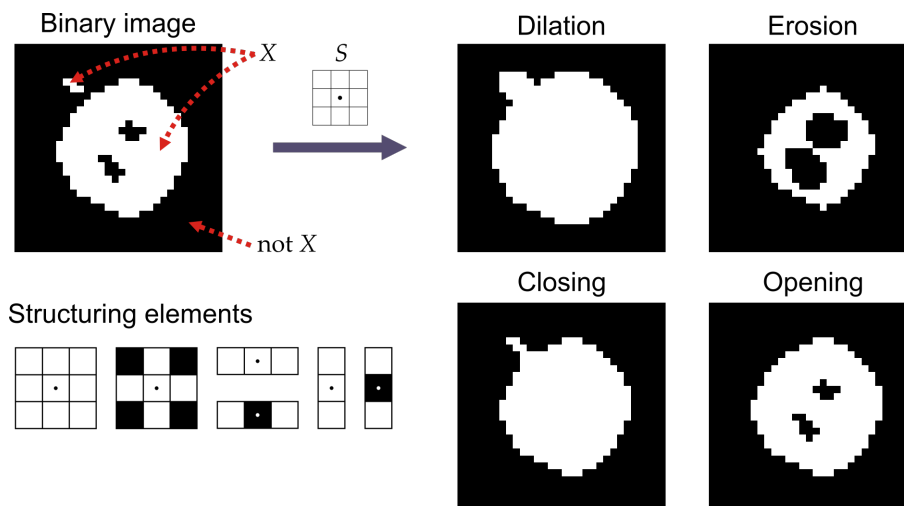 Binary image
X
S
not X
Dilation
Erosion
Closing
Opening
Structuring elements